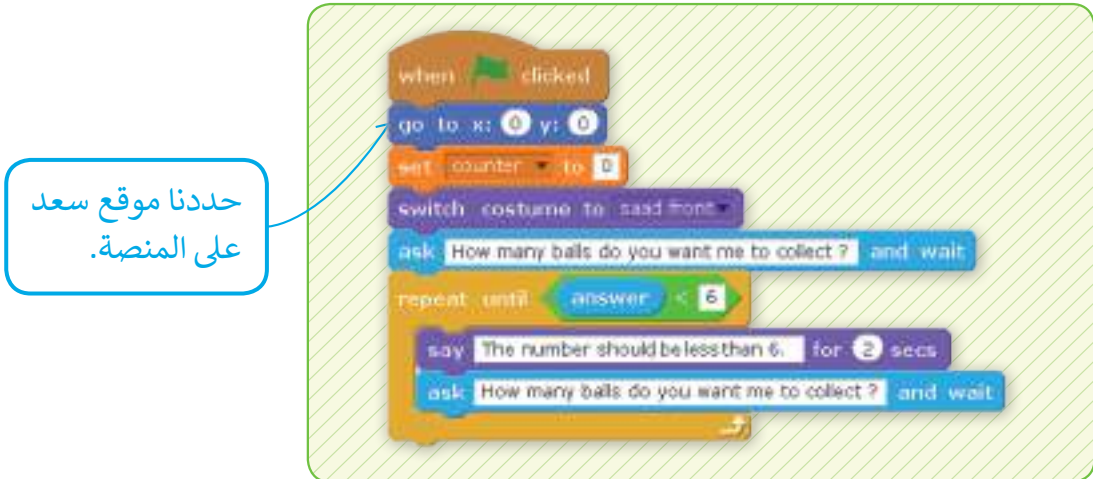 when clicked
go to x: 0 y: 0
set counter to 0
switch costume to saad front
ask How many balls do you want me to collect ? and wait
repeat until answer < 6
say The number should be less than 6. for 2 secs
ask How many balls do you want me to collect ? and wait
حددنا موقع سعد
على المنصة.